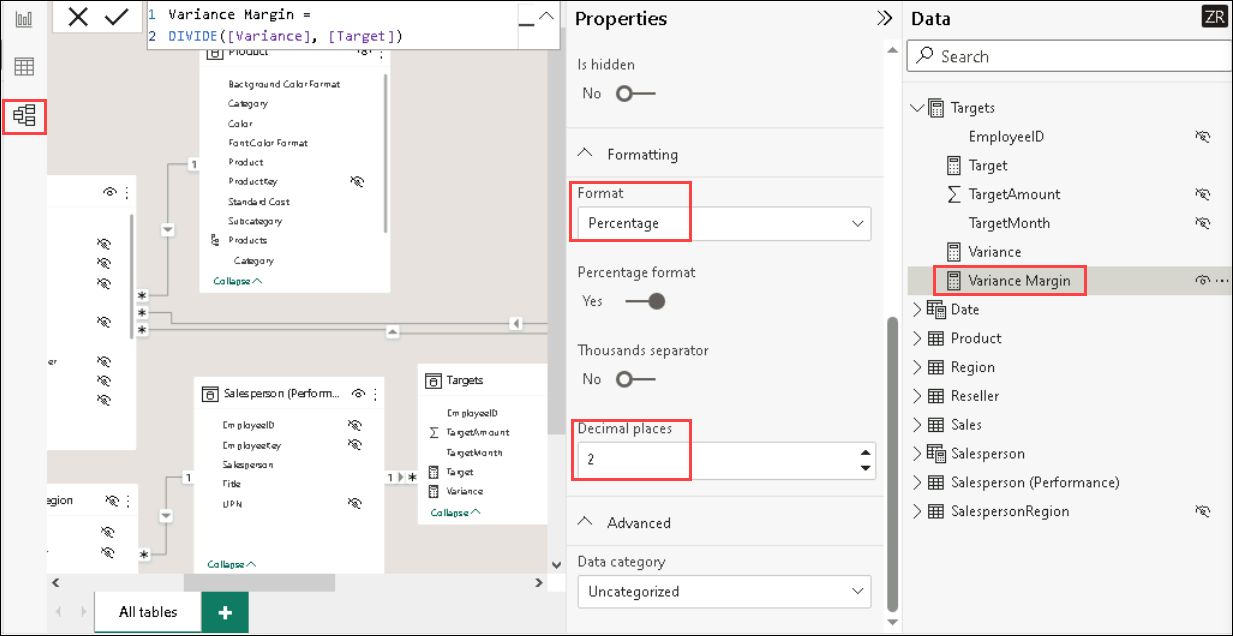 1 Variance Margin =
2 DIVIDE([Variance], [Target])
Product
Background Color Format
Category
Color
Font Color Format
Product
ProductKey
Standard Cost
Subcategory
Products
Category
Collapse
1
*
*
*
er
Salesperson (Perform...
EmployeeID
EmployeeKey
Salesperson
Title
UPN
Collapse
1
1
*
Targets
EmployeeID
TargetAmount
TargetMonth
Target
Variance
Collapse
egion
*
All tables
+
Properties
Is hidden
No
Formatting
Format
Percentage
Percentage format
Yes
Thousands separator
No
Decimal places
2
Advanced
Data category
Uncategorized
Data
ZR
Search
Targets
EmployeeID
Target
TargetAmount
TargetMonth
Variance
Variance Margin
Date
Product
Region
Reseller
Sales
Salesperson
Salesperson (Performance)
SalespersonRegion